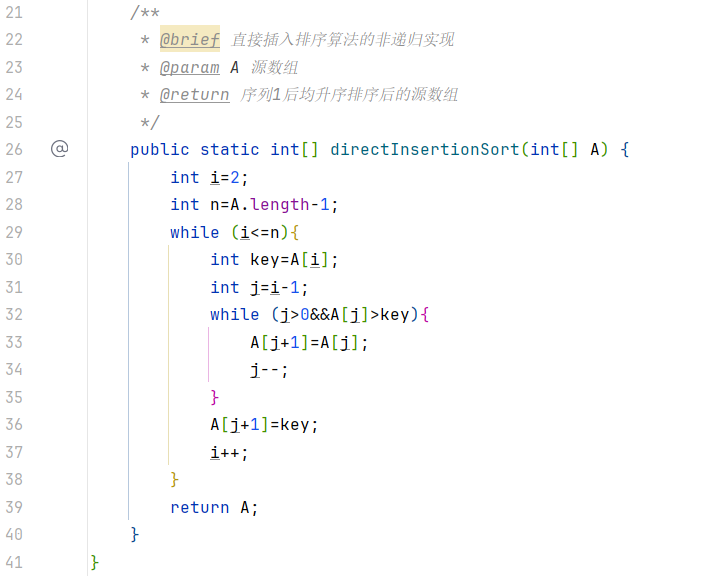 21 /**
22 * @brief 直接插入排序算法的非递归实现
23 * @param A 源数组
24 * @return 序列1后均升序排序后的源数组
25 */
26 @ public static int[] directInsertionSort(int[] A) {
27 int i=2;
28 int n=A.length-1;
29 while (i<=n){
30 int key=A[i];
31 int j=i-1;
32 while (j>0&&A[j]>key){
33 A[j+1]=A[j];
34 j--;
35 }
36 A[j+1]=key;
37 i++;
38 }
39 return A;
40 }
41 }